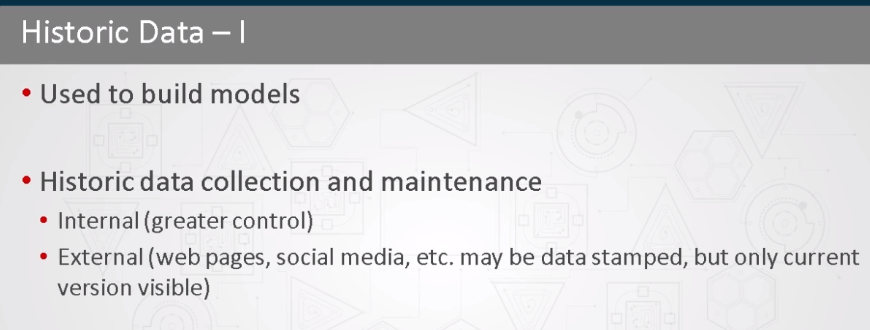 Historic Data – I
• Used to build models
• Historic data collection and maintenance
• Internal (greater control)
• External (web pages, social media, etc. may be data stamped, but only current
version visible)